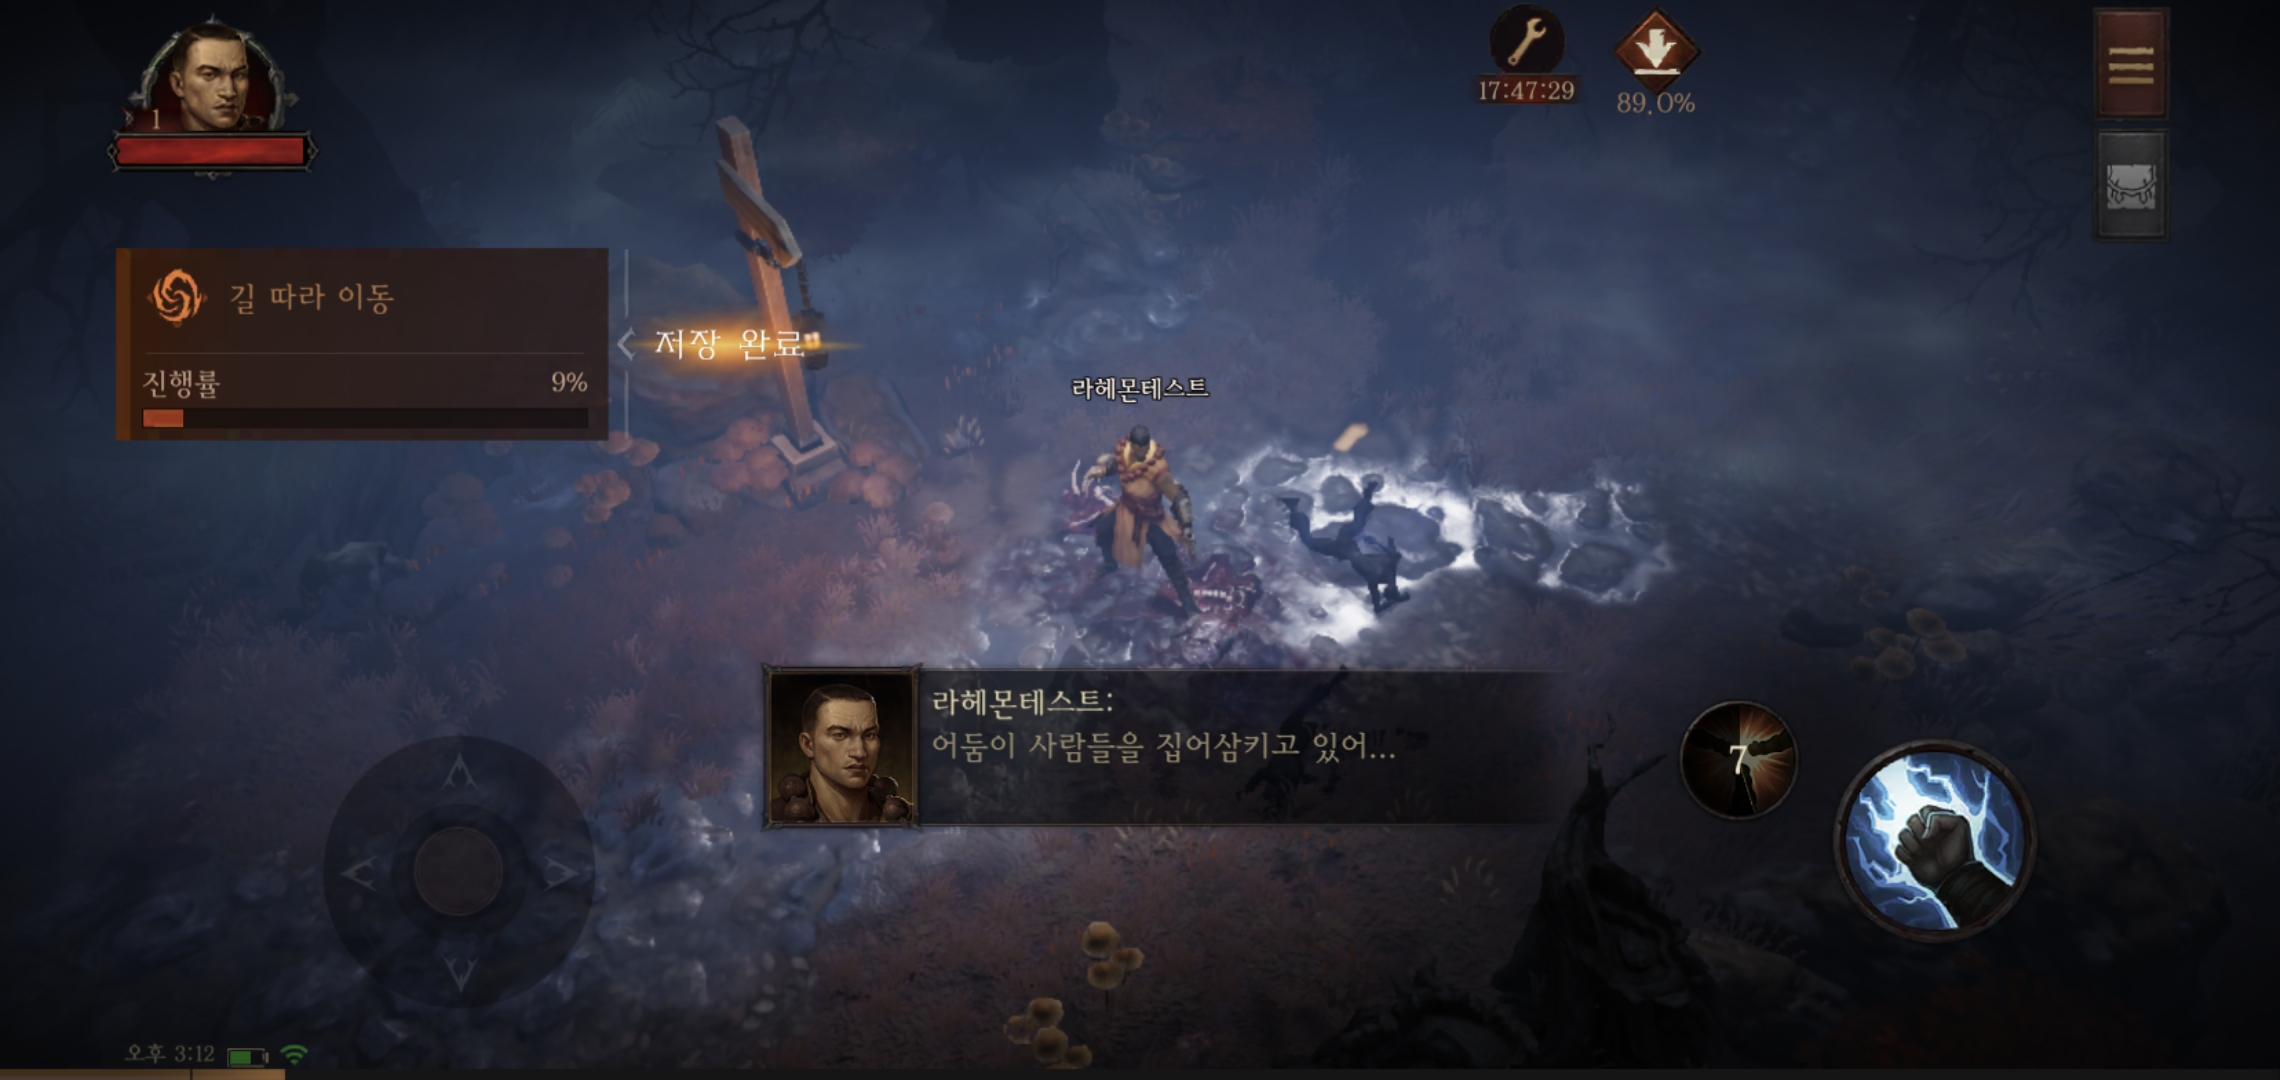 1
17:47:29
89.0%
길 따라 이동
저장 완료
진행률 9%
라헤몬테스트
라헤몬테스트:
어둠이 사람들을 집어삼키고 있어...
7
오후 3:12